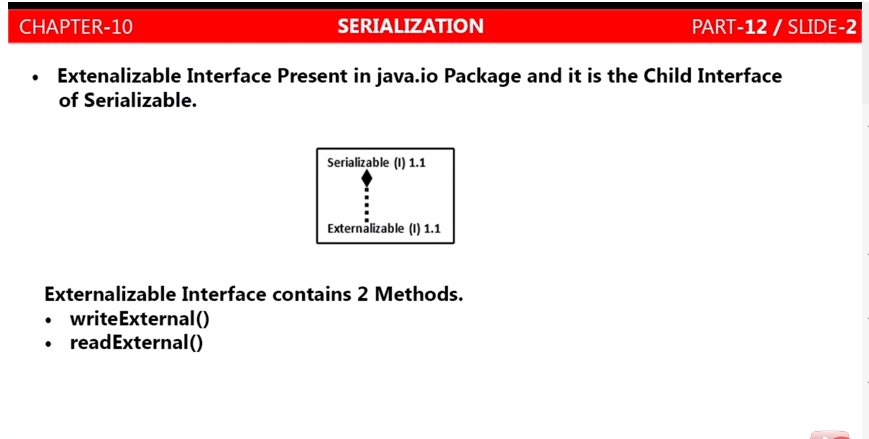 CHAPTER-10
SERIALIZATION
PART-12 / SLIDE-2
• Extenalizable Interface Present in java.io Package and it is the Child Interface
of Serializable.
Serializable (I) 1.1
Externalizable (I) 1.1
Externalizable Interface contains 2 Methods.
• writeExternal()
• readExternal()